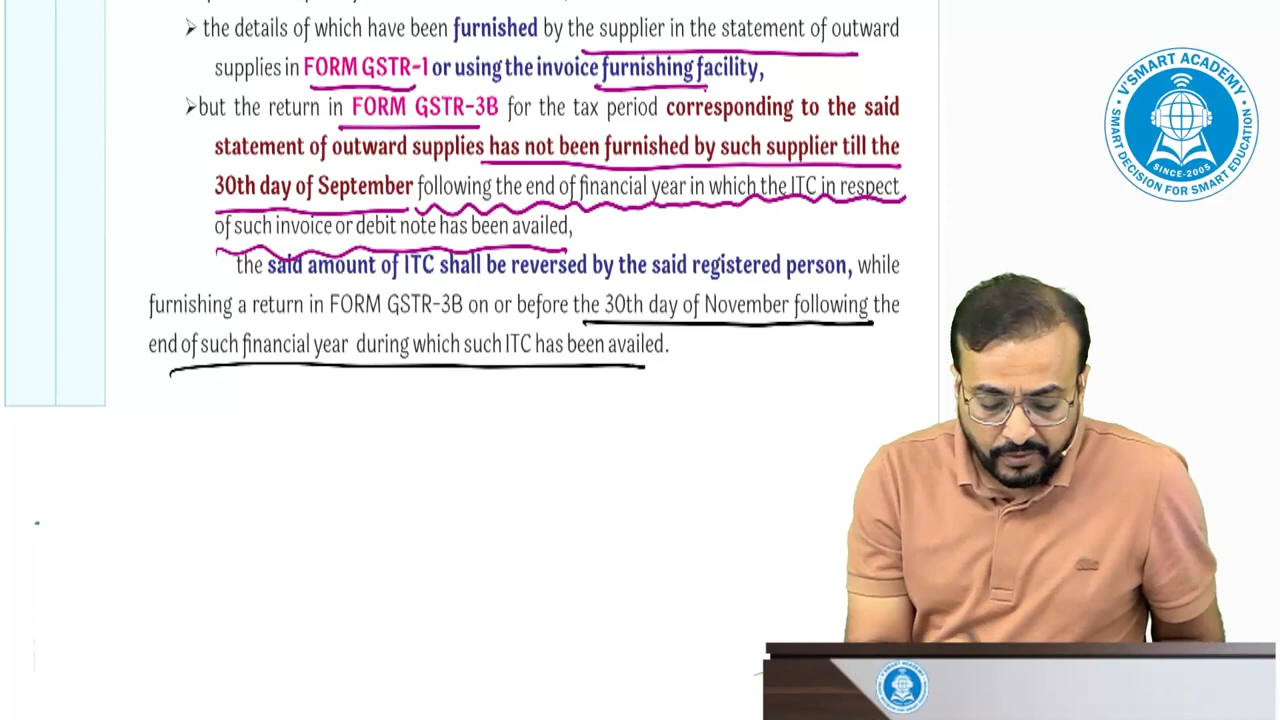 ➢ the details of which have been furnished by the supplier in the statement of outward
supplies in FORM GSTR-1 or using the invoice furnishing facility,
➢but the return in FORM GSTR-3B for the tax period corresponding to the said
statement of outward supplies has not been furnished by such supplier till the
30th day of September following the end of financial year in which the ITC in respect
of such invoice or debit note has been availed,
the said amount of ITC shall be reversed by the said registered person, while
furnishing a return in FORM GSTR-3B on or before the 30th day of November following the
end of such financial year during which such ITC has been availed.
V'SMART ACADEMY
SINCE-2005
SMART DECISION FOR SMART EDUCATION
V'SMART ACADEMY